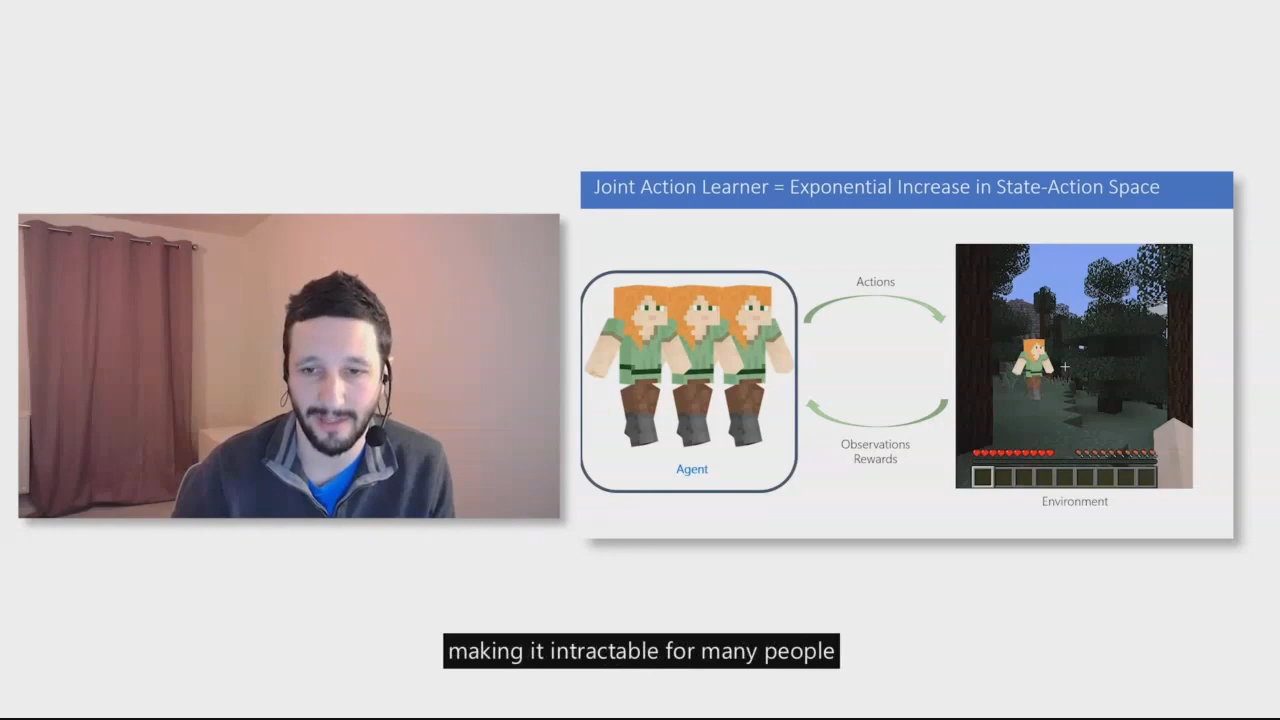 Joint Action Learner = Exponential Increase in State-Action Space
Actions
Observations
Rewards
Agent
Environment
making it intractable for many people